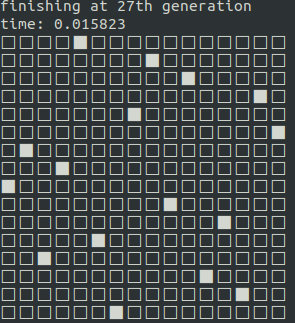 finishing at 27th generation
time: 0.015823